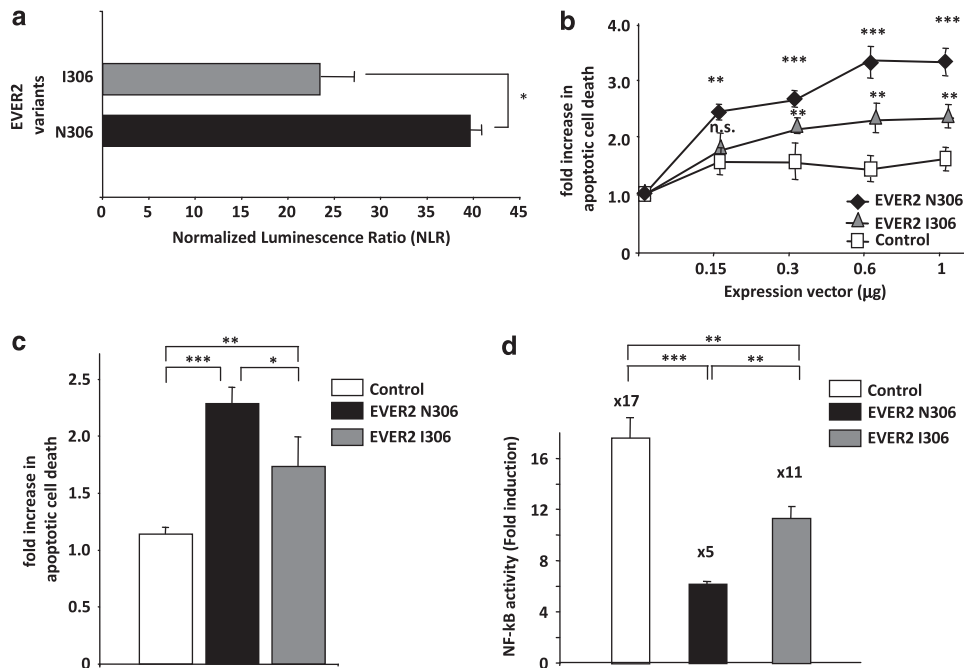 a
EVER2
variants
I306
N306
*
0 5 10 15 20 25 30 35 40 45
Normalized Luminescence Ratio (NLR)
b
fold increase in
apoptotic cell death
4.0
3.0
2.0
1.0
0
** *** *** ***
n.s. ** ** **
EVER2 N306
EVER2 I306
Control
0.15 0.3 0.6 1
Expression vector (μg)
c
fold increase in
apoptotic cell death
2.5
2.0
1.5
1.0
0.5
0
**
*** *
Control
EVER2 N306
EVER2 I306
d
NF-kB activity (Fold induction)
16
12
8
4
0
**
*** **
x17
x5
x11
Control
EVER2 N306
EVER2 I306